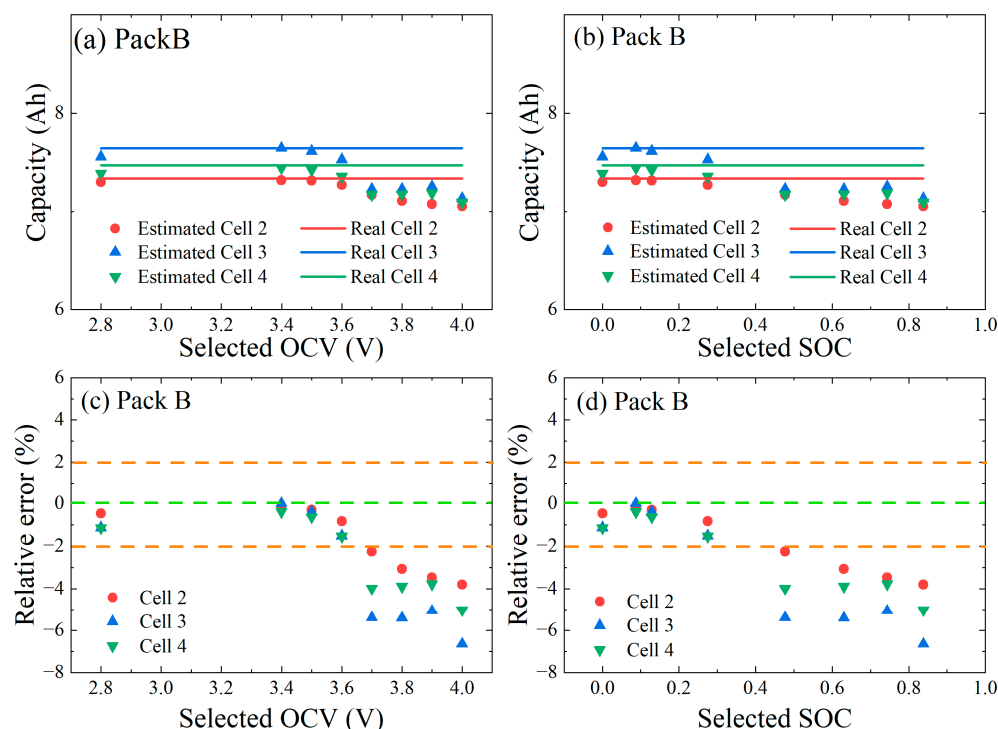 (a) PackB
Capacity (Ah)
8
6
Estimated Cell 2
Estimated Cell 3
Estimated Cell 4
Real Cell 2
Real Cell 3
Real Cell 4
2.8 3.0 3.2 3.4 3.6 3.8 4.0
Selected OCV (V)
(b) Pack B
Capacity (Ah)
8
6
Estimated Cell 2
Estimated Cell 3
Estimated Cell 4
Real Cell 2
Real Cell 3
Real Cell 4
0.0 0.2 0.4 0.6 0.8 1.0
Selected SOC
(c) Pack B
Relative error (%)
6
4
2
0
−2
−4
−6
−8
Cell 2
Cell 3
Cell 4
2.8 3.0 3.2 3.4 3.6 3.8 4.0
Selected OCV (V)
(d) Pack B
Relative error (%)
6
4
2
0
−2
−4
−6
−8
Cell 2
Cell 3
Cell 4
0.0 0.2 0.4 0.6 0.8 1.0
Selected SOC